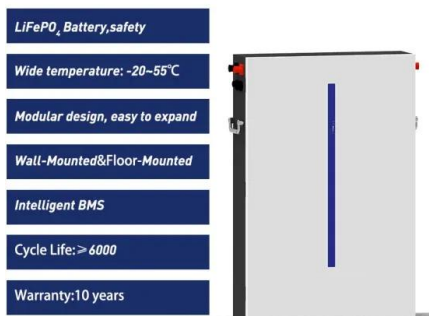 LiFePO₄ Battery,safety
Wide temperature: -20~55℃
Modular design, easy to expand
Wall-Mounted&Floor-Mounted
Intelligent BMS
Cycle Life:≥6000
Warranty:10 years